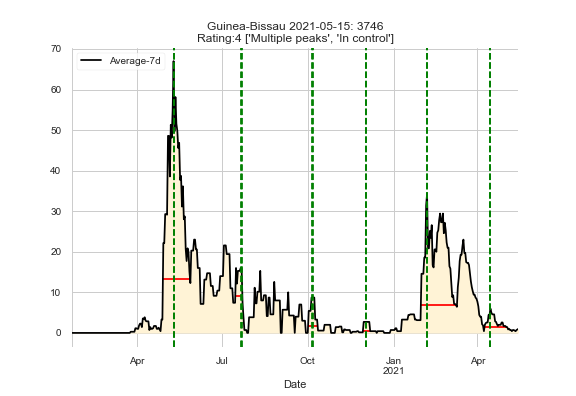 Guinea-Bissau 2021-05-15: 3746
Rating:4 ['Multiple peaks', 'In control']
Average-7d
70
60
50
40
30
20
10
0
Apr
Jul
Oct
Jan
2021
Apr
Date